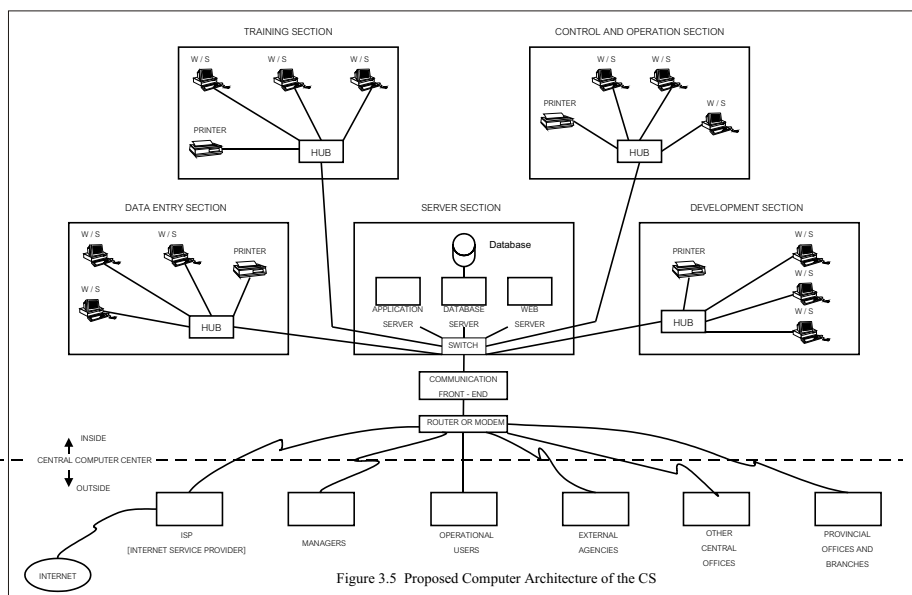 TRAINING SECTION
CONTROL AND OPERATION SECTION
W / S
W / S
W / S
PRINTER
HUB
W / S
W / S
W / S
PRINTER
HUB
DATA ENTRY SECTION
SERVER SECTION
DEVELOPMENT SECTION
W / S
W / S
PRINTER
W / S
HUB
Database
APPLICATION
SERVER
DATABASE
SERVER
WEB
SERVER
SWITCH
PRINTER
W / S
W / S
W / S
HUB
COMMUNICATION
FRONT - END
ROUTER OR MODEM
INSIDE
CENTRAL COMPUTER CENTER
OUTSIDE
ISP
[INTERNET SERVICE PROVIDER]
MANAGERS
OPERATIONAL
USERS
EXTERNAL
AGENCIES
OTHER
CENTRAL
OFFICES
PROVINCIAL
OFFICES AND
BRANCHES
INTERNET
Figure 3.5 Proposed Computer Architecture of the CS